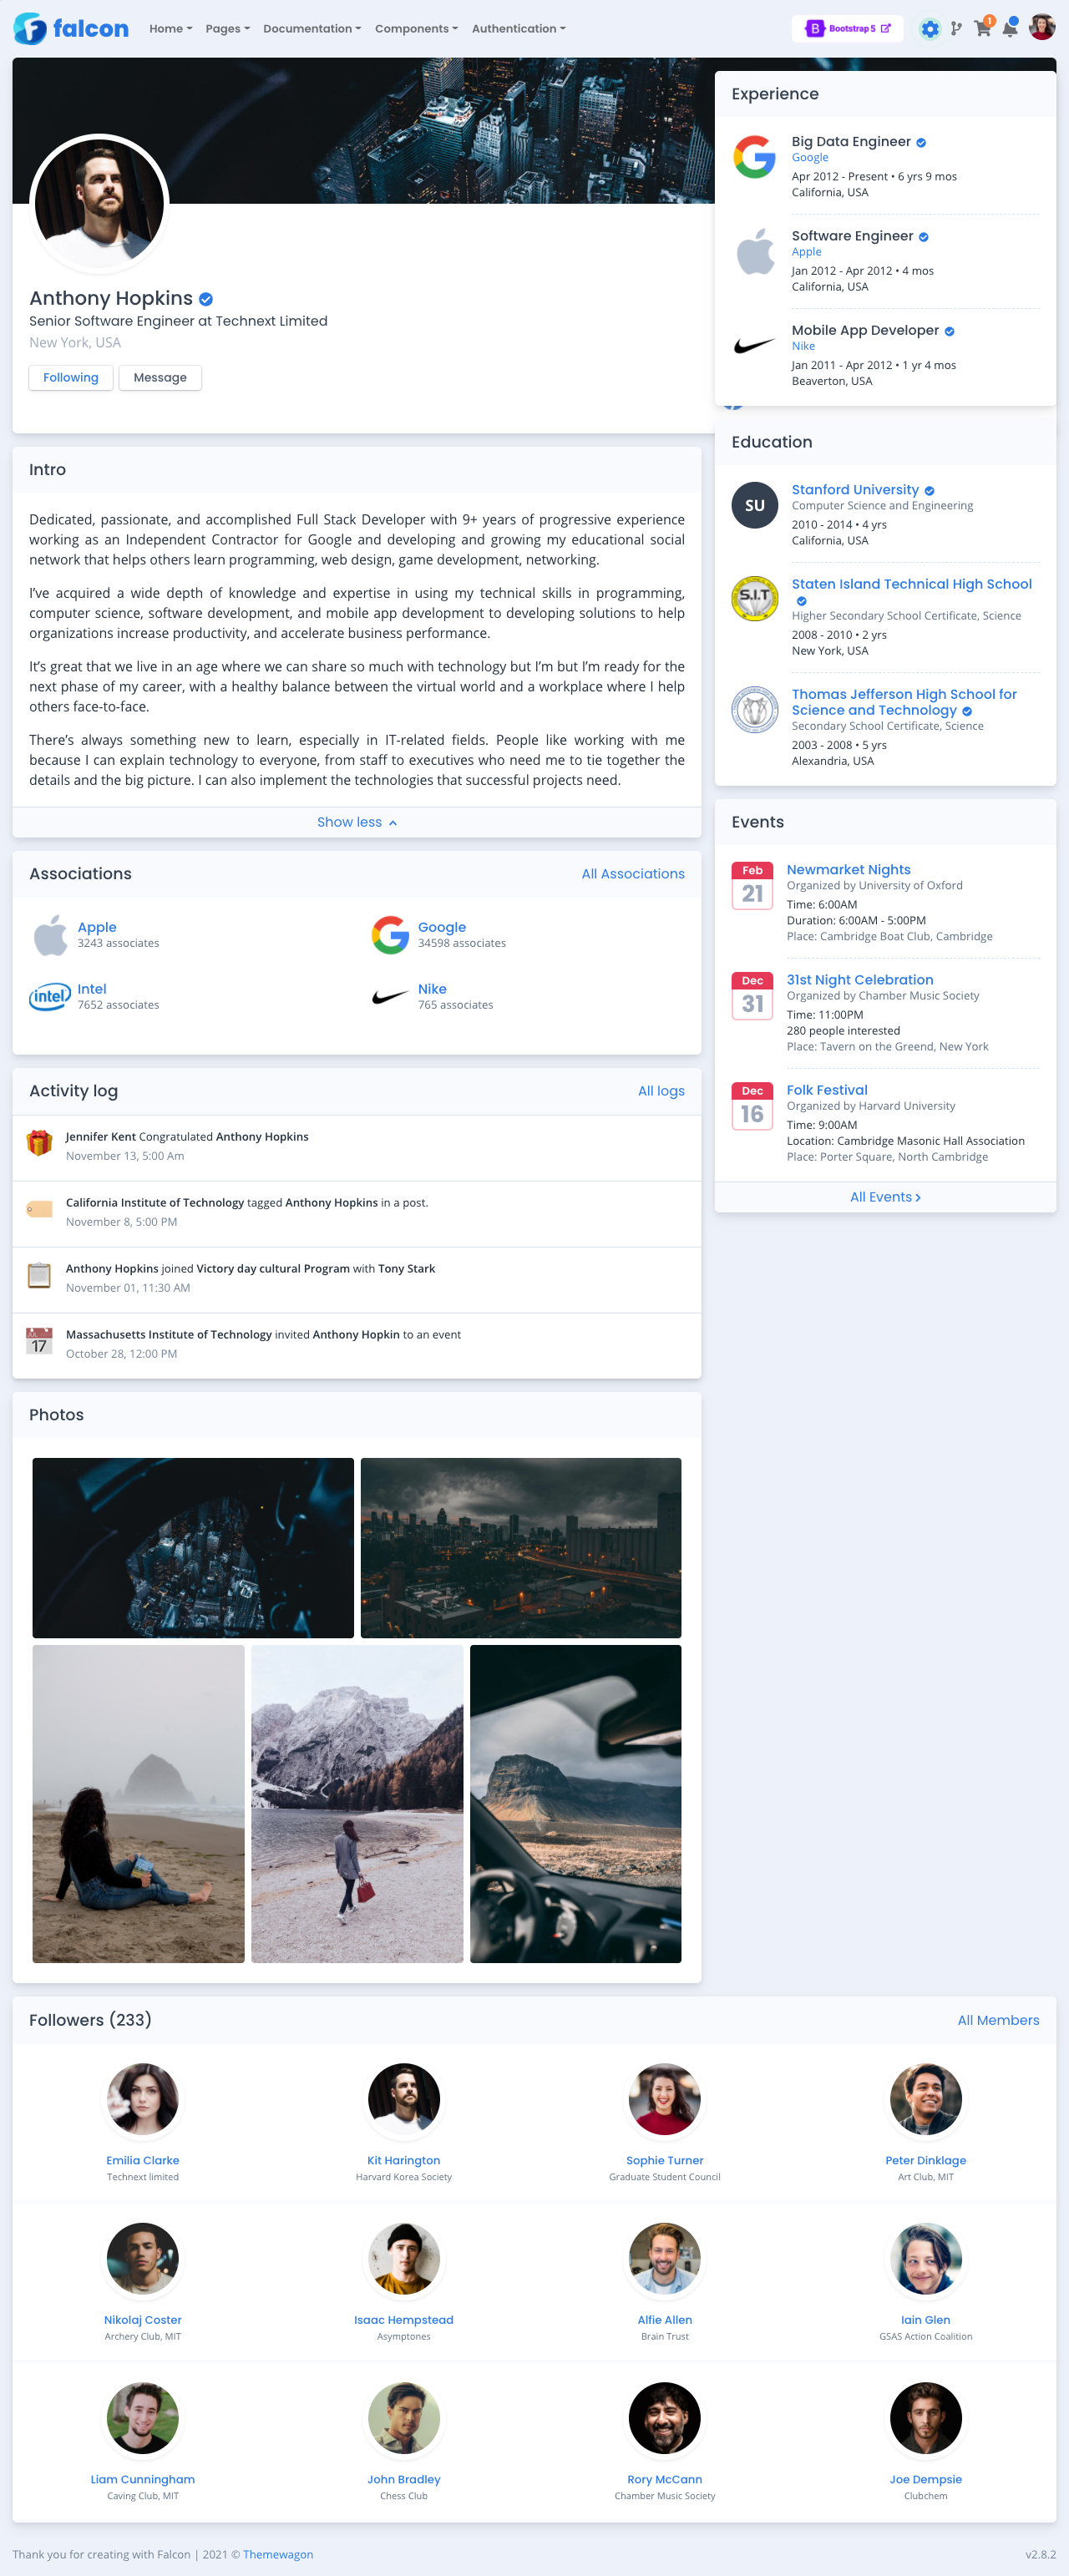 falcon
Home
Pages
Documentation
Components
Authentication
B Bootstrap 5
1
Anthony Hopkins
Senior Software Engineer at Technext Limited
New York, USA
Following
Message
Experience
Big Data Engineer
Google
Apr 2012 - Present • 6 yrs 9 mos
California, USA
Software Engineer
Apple
Jan 2012 - Apr 2012 • 4 mos
California, USA
Mobile App Developer
Nike
Jan 2011 - Apr 2012 • 1 yr 4 mos
Beaverton, USA
Intro
Dedicated, passionate, and accomplished Full Stack Developer with 9+ years of progressive experience
working as an Independent Contractor for Google and developing and growing my educational social
network that helps others learn programming, web design, game development, networking.
I’ve acquired a wide depth of knowledge and expertise in using my technical skills in programming,
computer science, software development, and mobile app development to developing solutions to help
organizations increase productivity, and accelerate business performance.
It’s great that we live in an age where we can share so much with technology but I’m but I’m ready for the
next phase of my career, with a healthy balance between the virtual world and a workplace where I help
others face-to-face.
There’s always something new to learn, especially in IT-related fields. People like working with me
because I can explain technology to everyone, from staff to executives who need me to tie together the
details and the big picture. I can also implement the technologies that successful projects need.
Show less
Education
SU
Stanford University
Computer Science and Engineering
2010 - 2014 • 4 yrs
California, USA
S.I.T
Staten Island Technical High School
Higher Secondary School Certificate, Science
2008 - 2010 • 2 yrs
New York, USA
Thomas Jefferson High School for
Science and Technology
Secondary School Certificate, Science
2003 - 2008 • 5 yrs
Alexandria, USA
Associations
All Associations
Apple
3243 associates
Google
34598 associates
intel
Intel
7652 associates
Nike
765 associates
Events
Feb
21
Newmarket Nights
Organized by University of Oxford
Time: 6:00AM
Duration: 6:00AM - 5:00PM
Place: Cambridge Boat Club, Cambridge
Dec
31
31st Night Celebration
Organized by Chamber Music Society
Time: 11:00PM
280 people interested
Place: Tavern on the Greend, New York
Dec
16
Folk Festival
Organized by Harvard University
Time: 9:00AM
Location: Cambridge Masonic Hall Association
Place: Porter Square, North Cambridge
All Events
Activity log
All logs
Jennifer Kent Congratulated Anthony Hopkins
November 13, 5:00 Am
California Institute of Technology tagged Anthony Hopkins in a post.
November 8, 5:00 PM
Anthony Hopkins joined Victory day cultural Program with Tony Stark
November 01, 11:30 AM
JUL
17
Massachusetts Institute of Technology invited Anthony Hopkin to an event
October 28, 12:00 PM
Photos
Followers (233)
All Members
Emilia Clarke
Technext limited
Kit Harington
Harvard Korea Society
Sophie Turner
Graduate Student Council
Peter Dinklage
Art Club, MIT
Nikolaj Coster
Archery Club, MIT
Isaac Hempstead
Asymptones
Alfie Allen
Brain Trust
Iain Glen
GSAS Action Coalition
Liam Cunningham
Caving Club, MIT
John Bradley
Chess Club
Rory McCann
Chamber Music Society
Joe Dempsie
Clubchem
Thank you for creating with Falcon | 2021 © Themewagon
v2.8.2